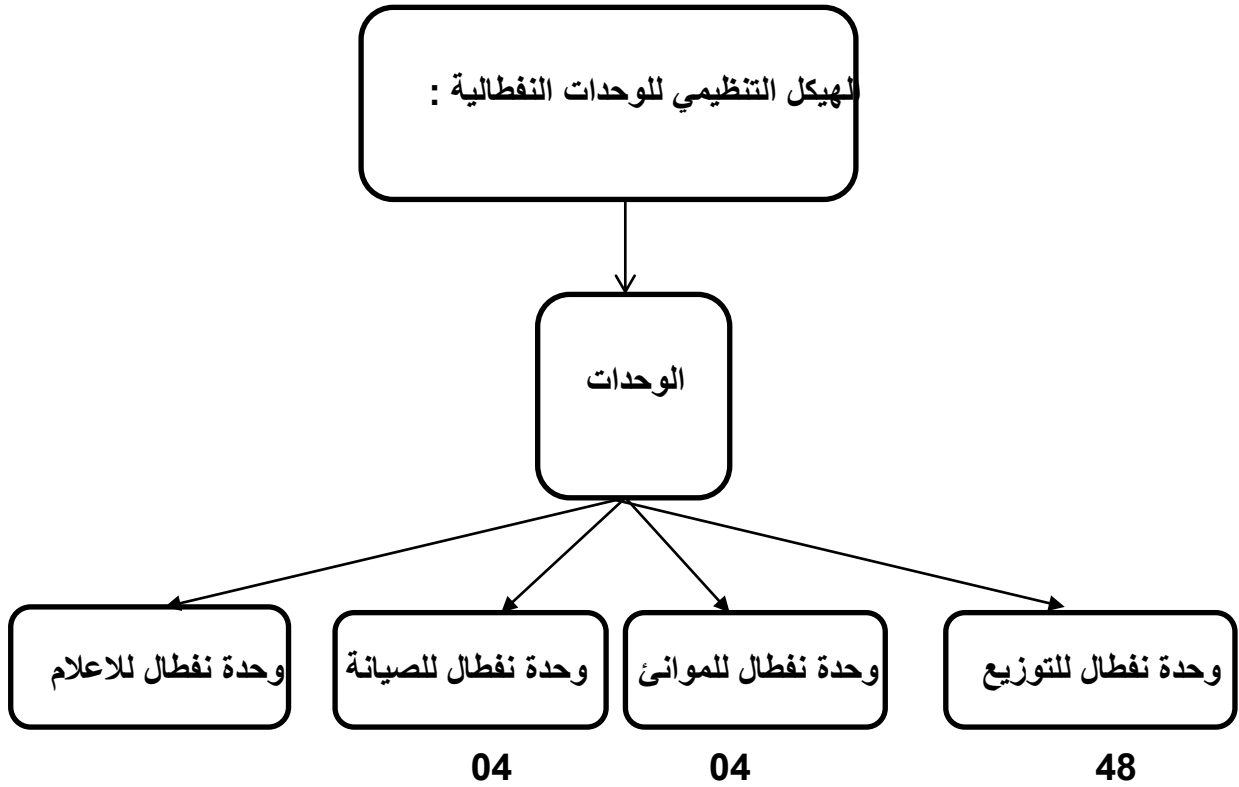 الهيكل التنظيمي للوحدات النفطالية :
الوحدات
وحدة نفطال للتوزيع
وحدة نفطال للموانئ
وحدة نفطال للصيانة
وحدة نفطال للاعلام
48
04
04